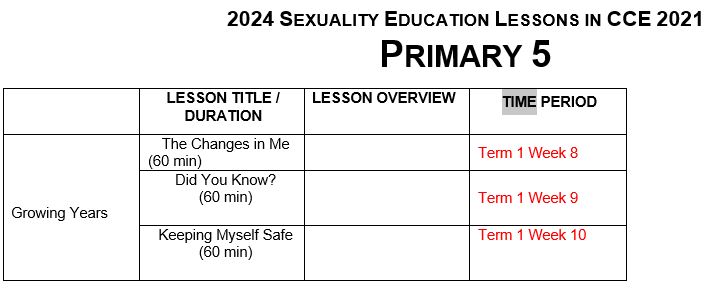 2024 SEXUALITY EDUCATION LESSONS IN CCE 2021
PRIMARY 5
LESSON TITLE / DURATION
LESSON OVERVIEW
TIME PERIOD
Growing Years
The Changes in Me
(60 min)
Term 1 Week 8
Did You Know?
(60 min)
Term 1 Week 9
Keeping Myself Safe
(60 min)
Term 1 Week 10